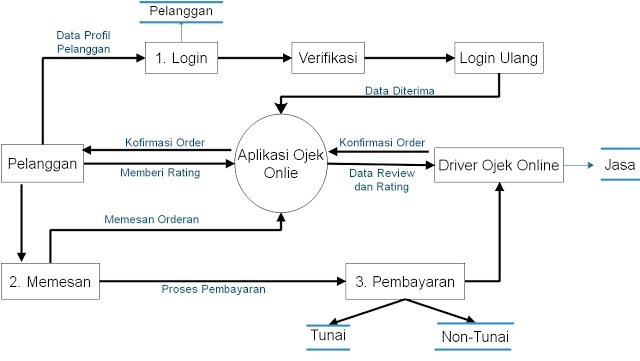 Pelanggan
Data Profil
Pelanggan
1. Login
Verifikasi
Login Ulang
Data Diterima
Kofirmasi Order
Konfirmasi Order
Pelanggan
Aplikasi Ojek
Onlie
Driver Ojek Online
Jasa
Memberi Rating
Data Review
dan Rating
Memesan Orderan
2. Memesan
Proses Pembayaran
3. Pembayaran
Tunai
Non-Tunai